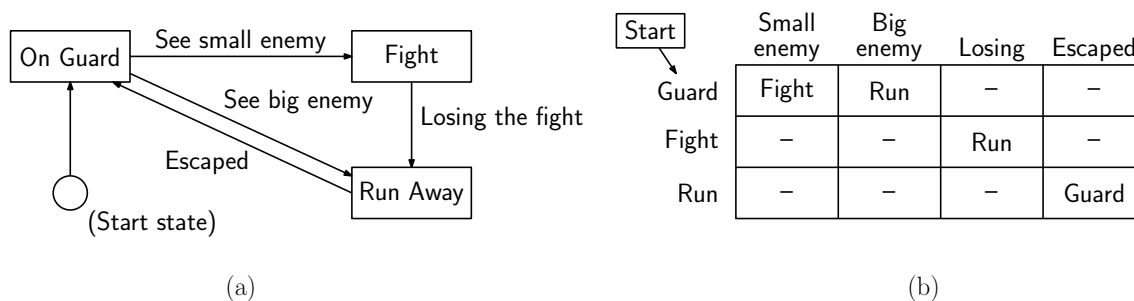 On Guard
See small enemy
Fight
See big enemy
Losing the fight
Escaped
Run Away
(Start state)
(a)
Start
Small enemy
Big enemy
Losing
Escaped
Guard
Fight
Run
–
–
Fight
–
–
Run
–
Run
–
–
–
Guard
(b)